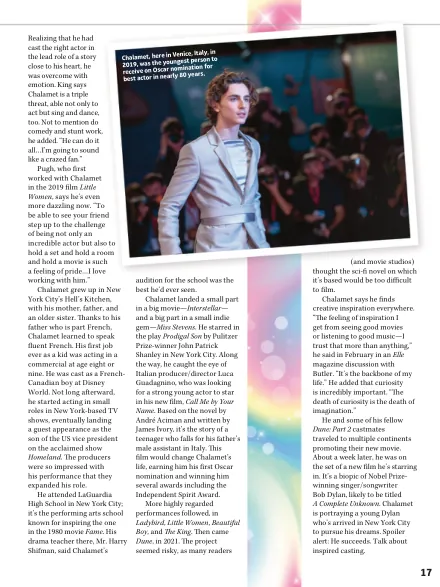 Realizing that he had
cast the right actor in
the lead role of a story
close to his heart, he
was overcome with
emotion. King says
Chalamet is a triple
threat, able not only to
act but sing and dance,
too. Not to mention do
comedy and stunt work,
he added. "He can do it
all...I'm going to sound
like a crazed fan."
Pugh, who first
worked with Chalamet
in the 2019 film Little
Women, says he's even
more dazzling now. "To
be able to see your friend
step up to the challenge
of being not only an
incredible actor but also to
hold a set and hold a room
and hold a movie is such
a feeling of pride...I love
working with him."
Chalamet grew up in New
York City's Hell's Kitchen,
with his mother, father, and
an older sister. Thanks to his
father who is part French,
Chalamet learned to speak
fluent French. His first job
ever as a kid was acting in a
commercial at age eight or
nine. He was cast as a French-
Canadian boy at Disney
World. Not long afterward,
he started acting in small
roles in New York-based TV
shows, eventually landing
a guest appearance as the
son of the US vice president
on the acclaimed show
Homeland. The producers
were so impressed with
his performance that they
expanded his role.
He attended LaGuardia
High School in New York City;
it's the performing arts school
known for inspiring the one
in the 1980 movie Fame. His
drama teacher there, Mr. Harry
Shifman, said Chalamet's
Chalamet, here in Venice, Italy, in
2019, was the youngest person to
receive an Oscar nomination for
best actor in nearly 80 years.
audition for the school was the
best he'd ever seen.
Chalamet landed a small part
in a big movie—Interstellar—
and a big part in a small indie
gem—Miss Stevens. He starred in
the play Prodigal Son by Pulitzer
Prize-winner John Patrick
Shanley in New York City. Along
the way, he caught the eye of
Italian producer/director Luca
Guadagnino, who was looking
for a strong young actor to star
in his new film, Call Me by Your
Name. Based on the novel by
André Aciman and written by
James Ivory, it's the story of a
teenager who falls for his father's
male assistant in Italy. This
film would change Chalamet's
life, earning him his first Oscar
nomination and winning him
several awards including the
Independent Spirit Award.
More highly regarded
performances followed, in
Ladybird, Little Women, Beautiful
Boy, and The King. Then came
Dune, in 2021. The project
seemed risky, as many readers
(and movie studios)
thought the sci-fi novel on which
it's based would be too difficult
to film.
Chalamet says he finds
creative inspiration everywhere.
"The feeling of inspiration I
get from seeing good movies
or listening to good music—I
trust that more than anything,"
he said in February in an Elle
magazine discussion with
Butler. "It's the backbone of my
life." He added that curiosity
is incredibly important. "The
death of curiosity is the death of
imagination."
He and some of his fellow
Dune: Part 2 castmates
traveled to multiple continents
promoting their new movie.
About a week later, he was on
the set of a new film he's starring
in. It's a biopic of Nobel Prize-
winning singer/songwriter
Bob Dylan, likely to be titled
A Complete Unknown. Chalamet
is portraying a young Dylan
who's arrived in New York City
to pursue his dreams. Spoiler
alert: He succeeds. Talk about
inspired casting.
17